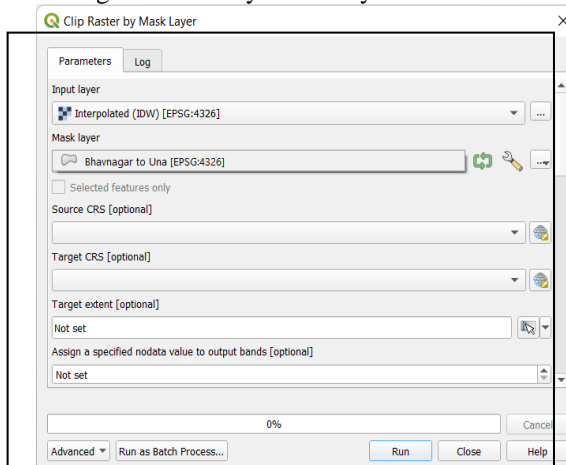 Clip Raster by Mask Layer
Parameters Log
Input layer
Interpolated (IDW) [EPSG:4326]
...
Mask layer
Bhavnagar to Una [EPSG:4326]
...
Selected features only
Source CRS [optional]
Target CRS [optional]
Target extent [optional]
Not set
Assign a specified nodata value to output bands [optional]
Not set
0% Cancel
Advanced Run as Batch Process... Run Close Help